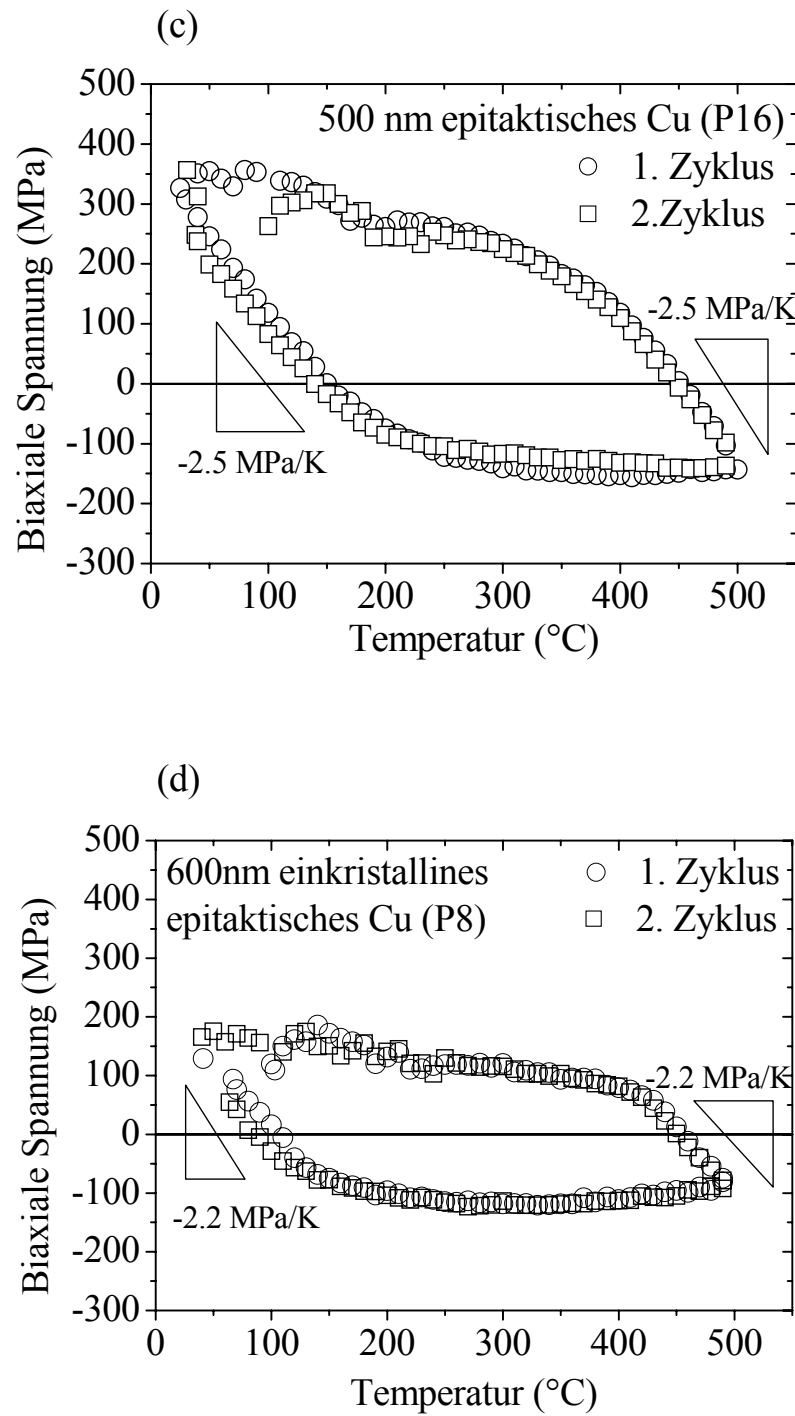 (c)
500
400
300
200
100
0
-100
-200
-300
Biaxiale Spannung (MPa)
500 nm epitaktisches Cu (P16)
1. Zyklus
2.Zyklus
-2.5 MPa/K
-2.5 MPa/K
0 100 200 300 400 500
Temperatur (°C)
(d)
500
400
300
200
100
0
-100
-200
-300
Biaxiale Spannung (MPa)
600nm einkristallines
epitaktisches Cu (P8)
1. Zyklus
2. Zyklus
-2.2 MPa/K
-2.2 MPa/K
0 100 200 300 400 500
Temperatur (°C)